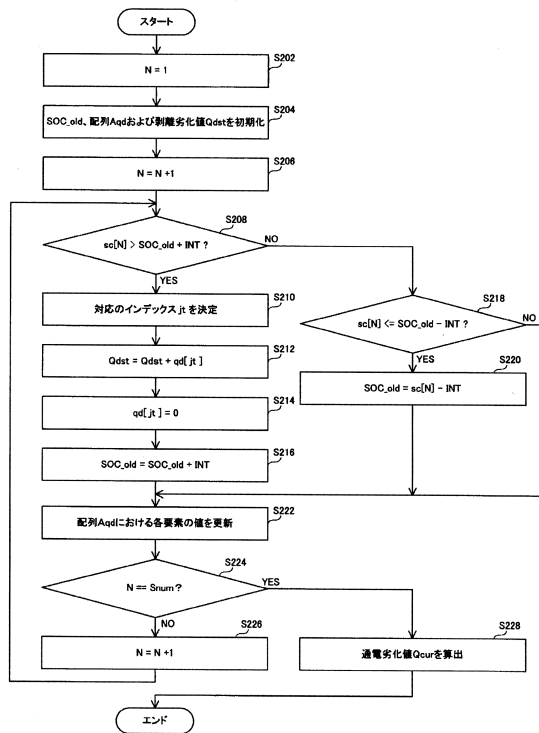 スタート
S202
N = 1
S204
SOC_old、配列Aqdおよび剥離劣化値Qdstを初期化
S206
N = N +1
S208
sc[N] > SOC_old + INT ?
NO
YES
S210
対応のインデックス jt を決定
S218
sc[N] <= SOC_old − INT ?
NO
YES
S212
Qdst = Qdst + qd[ jt ]
S220
SOC_old = sc[N] − INT
S214
qd[ jt ] = 0
S216
SOC_old = SOC_old + INT
S222
配列Aqdにおける各要素の値を更新
S224
N == Snum ?
YES
NO
S226
N = N +1
S228
通電劣化値Qcurを算出
エンド